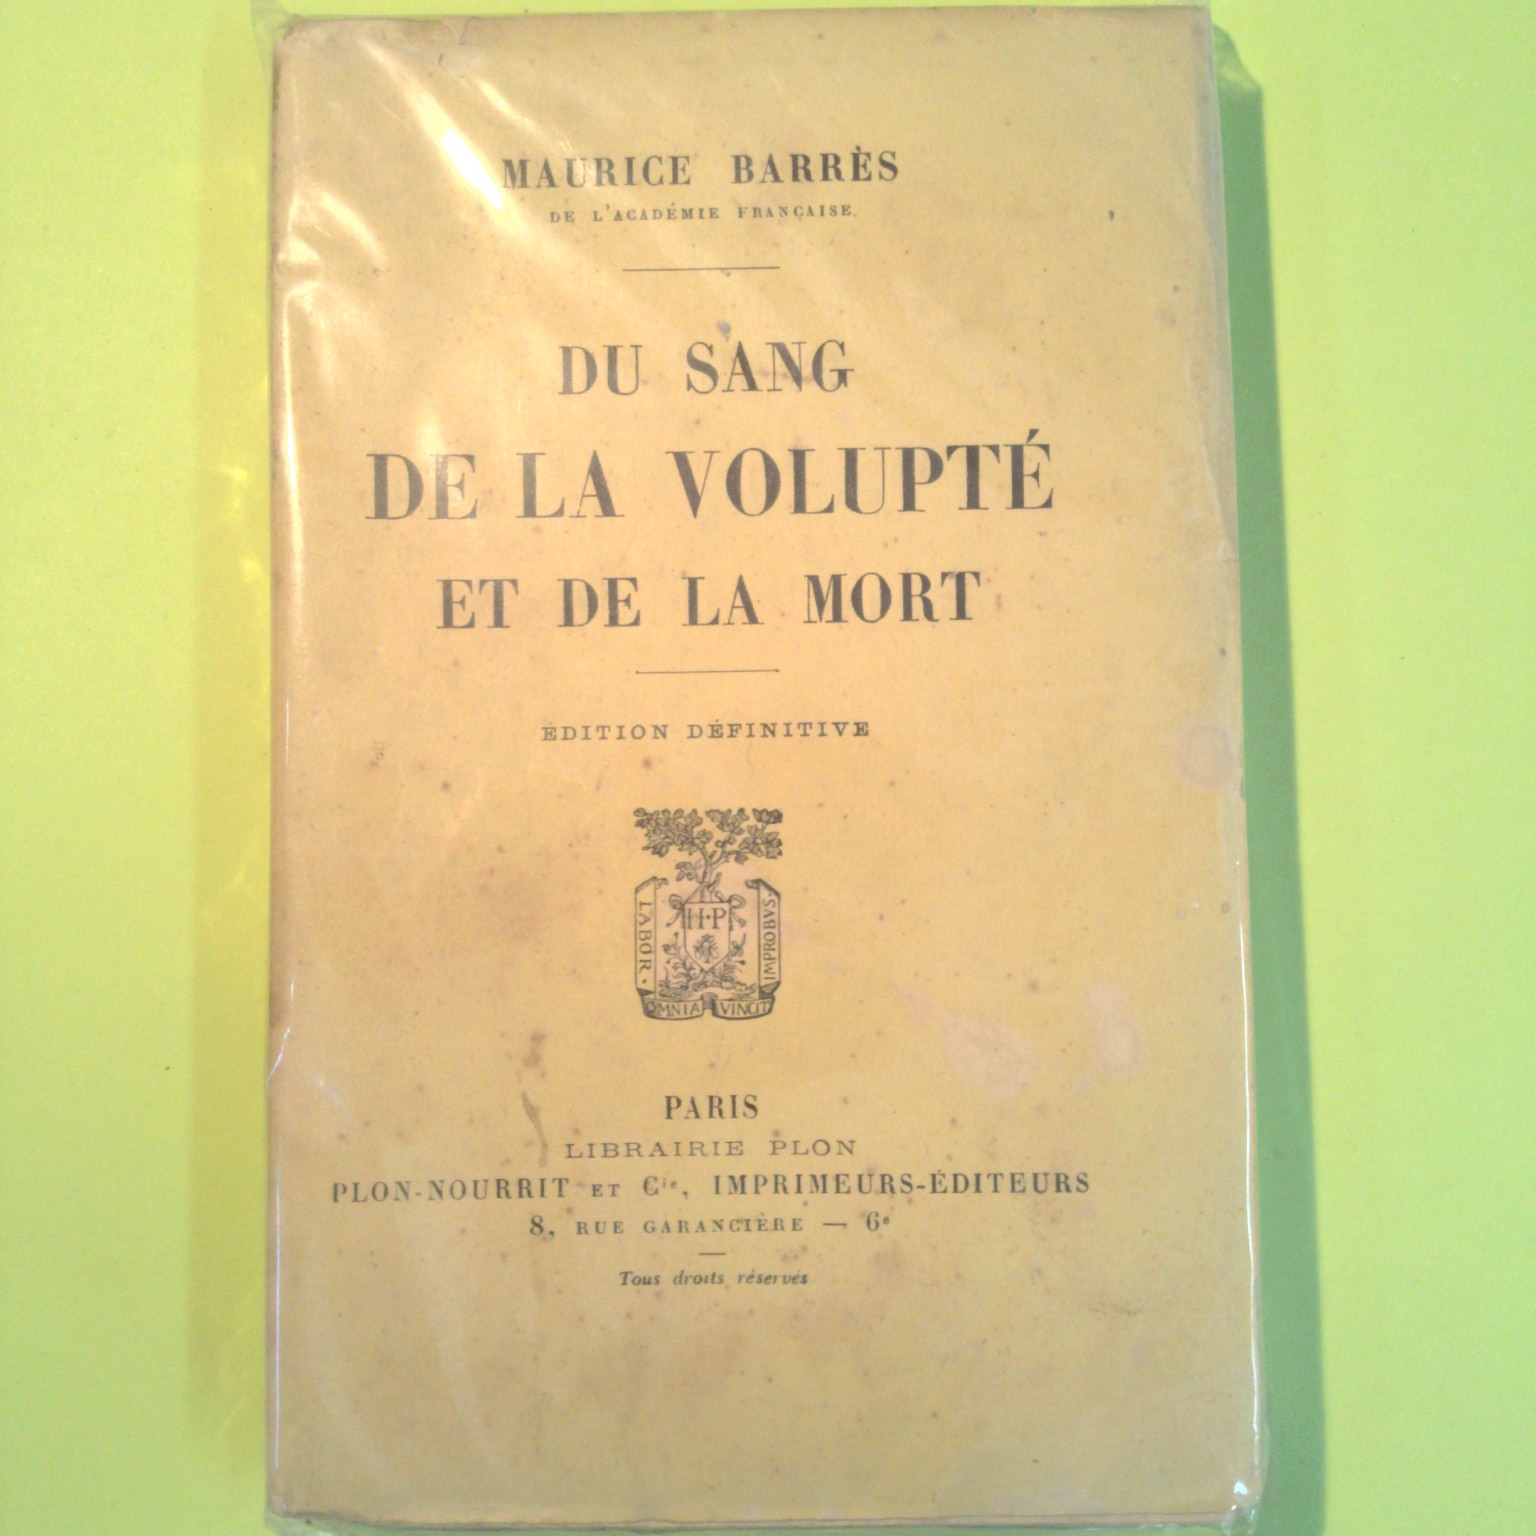 MAURICE BARRÈS
DE L'ACADÉMIE FRANÇAISE
DU SANG
DE LA VOLUPTÉ
ET DE LA MORT
ÉDITION DÉFINITIVE
H·P
LABOR·
IMPROBVS·
OMNIA VINCIT
PARIS
LIBRAIRIE PLON
PLON-NOURRIT ET Cie, IMPRIMEURS-ÉDITEURS
8, RUE GARANCIÈRE — 6e
Tous droits réservés